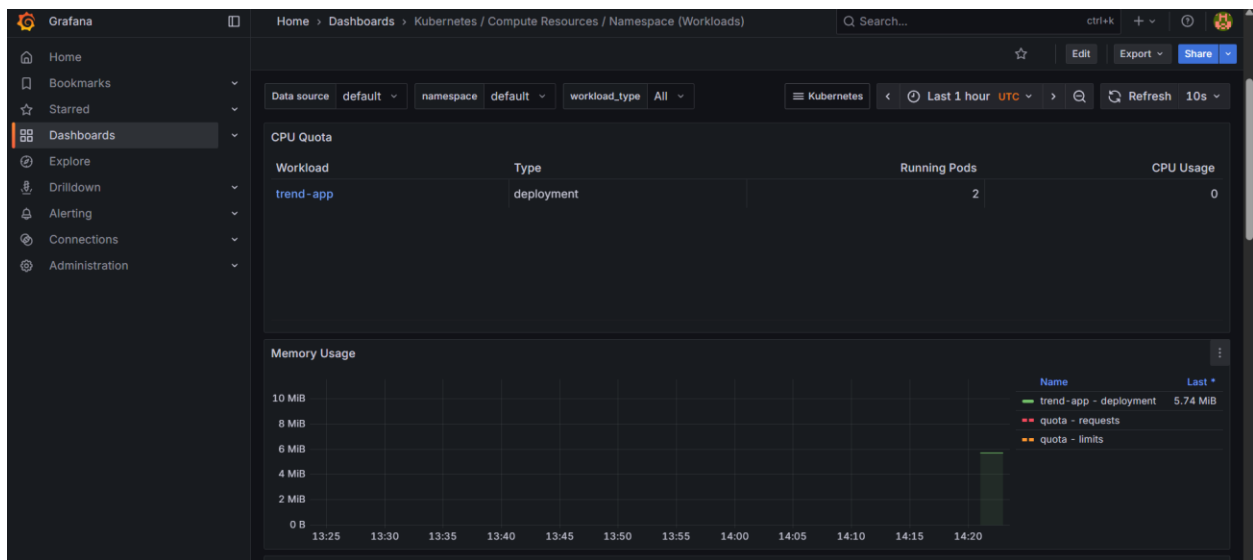 Grafana
Home › Dashboards › Kubernetes / Compute Resources / Namespace (Workloads)
Search...
ctrl+k
Home
Bookmarks
Starred
Dashboards
Explore
Drilldown
Alerting
Connections
Administration
Edit
Export
Share
Data source default
namespace default
workload_type All
Kubernetes
Last 1 hour UTC
Refresh 10s
CPU Quota
Workload Type Running Pods CPU Usage
trend-app deployment 2 0
Memory Usage
10 MiB
8 MiB
6 MiB
4 MiB
2 MiB
0 B
13:25 13:30 13:35 13:40 13:45 13:50 13:55 14:00 14:05 14:10 14:15 14:20
Name Last *
trend-app - deployment 5.74 MiB
quota - requests
quota - limits